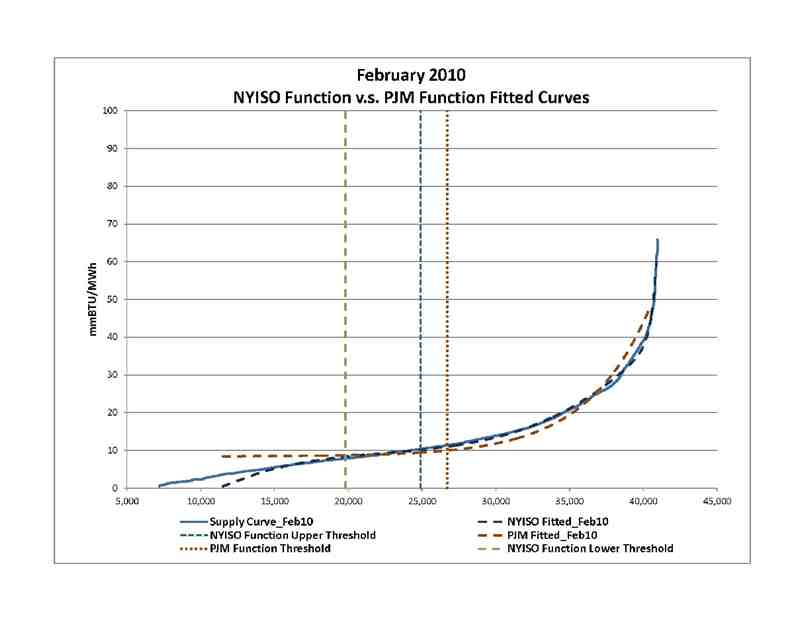 February 2010
NYISO Function v.s. PJM Function Fitted Curves
100
90
80
70
60
50
40
30
20
10
0
mmBTU/MWh
5,000 10,000 15,000 20,000 25,000 30,000 35,000 40,000 45,000
Supply Curve_Feb10 NYISO Fitted_Feb10
NYISO Function Upper Threshold PJM Fitted_Feb10
PJM Function Threshold NYISO Function Lower Threshold